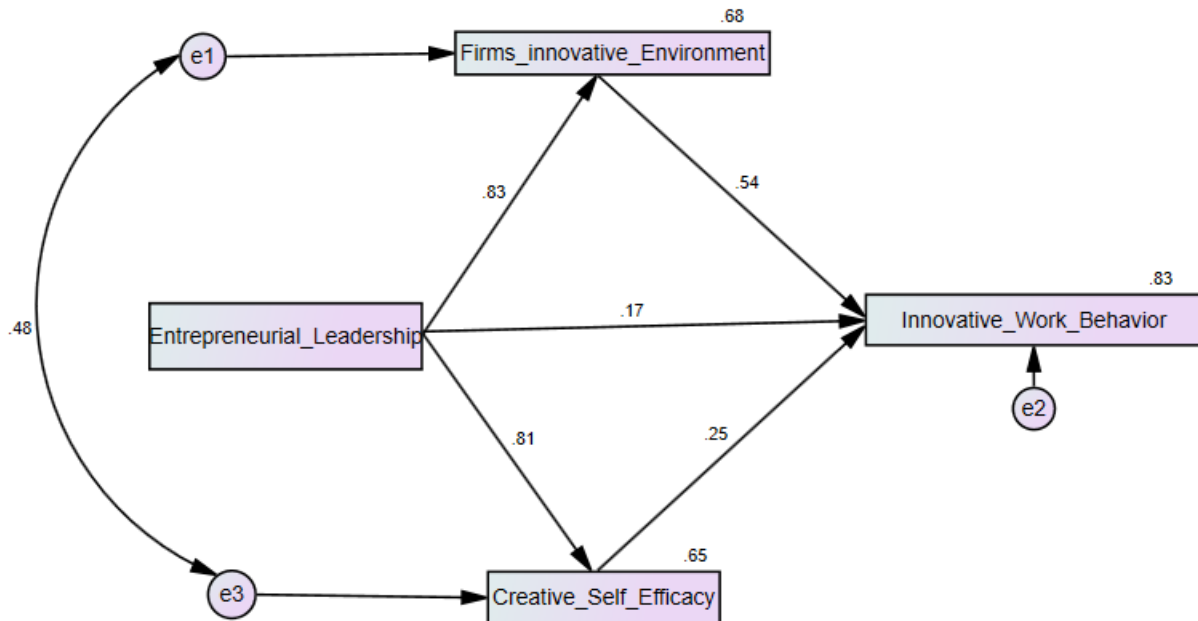 .68
e1
Firms_innovative_Environment
.83
.54
.83
.48
Entrepreneurial_Leadership
.17
Innovative_Work_Behavior
e2
.81
.25
.65
e3
Creative_Self_Efficacy